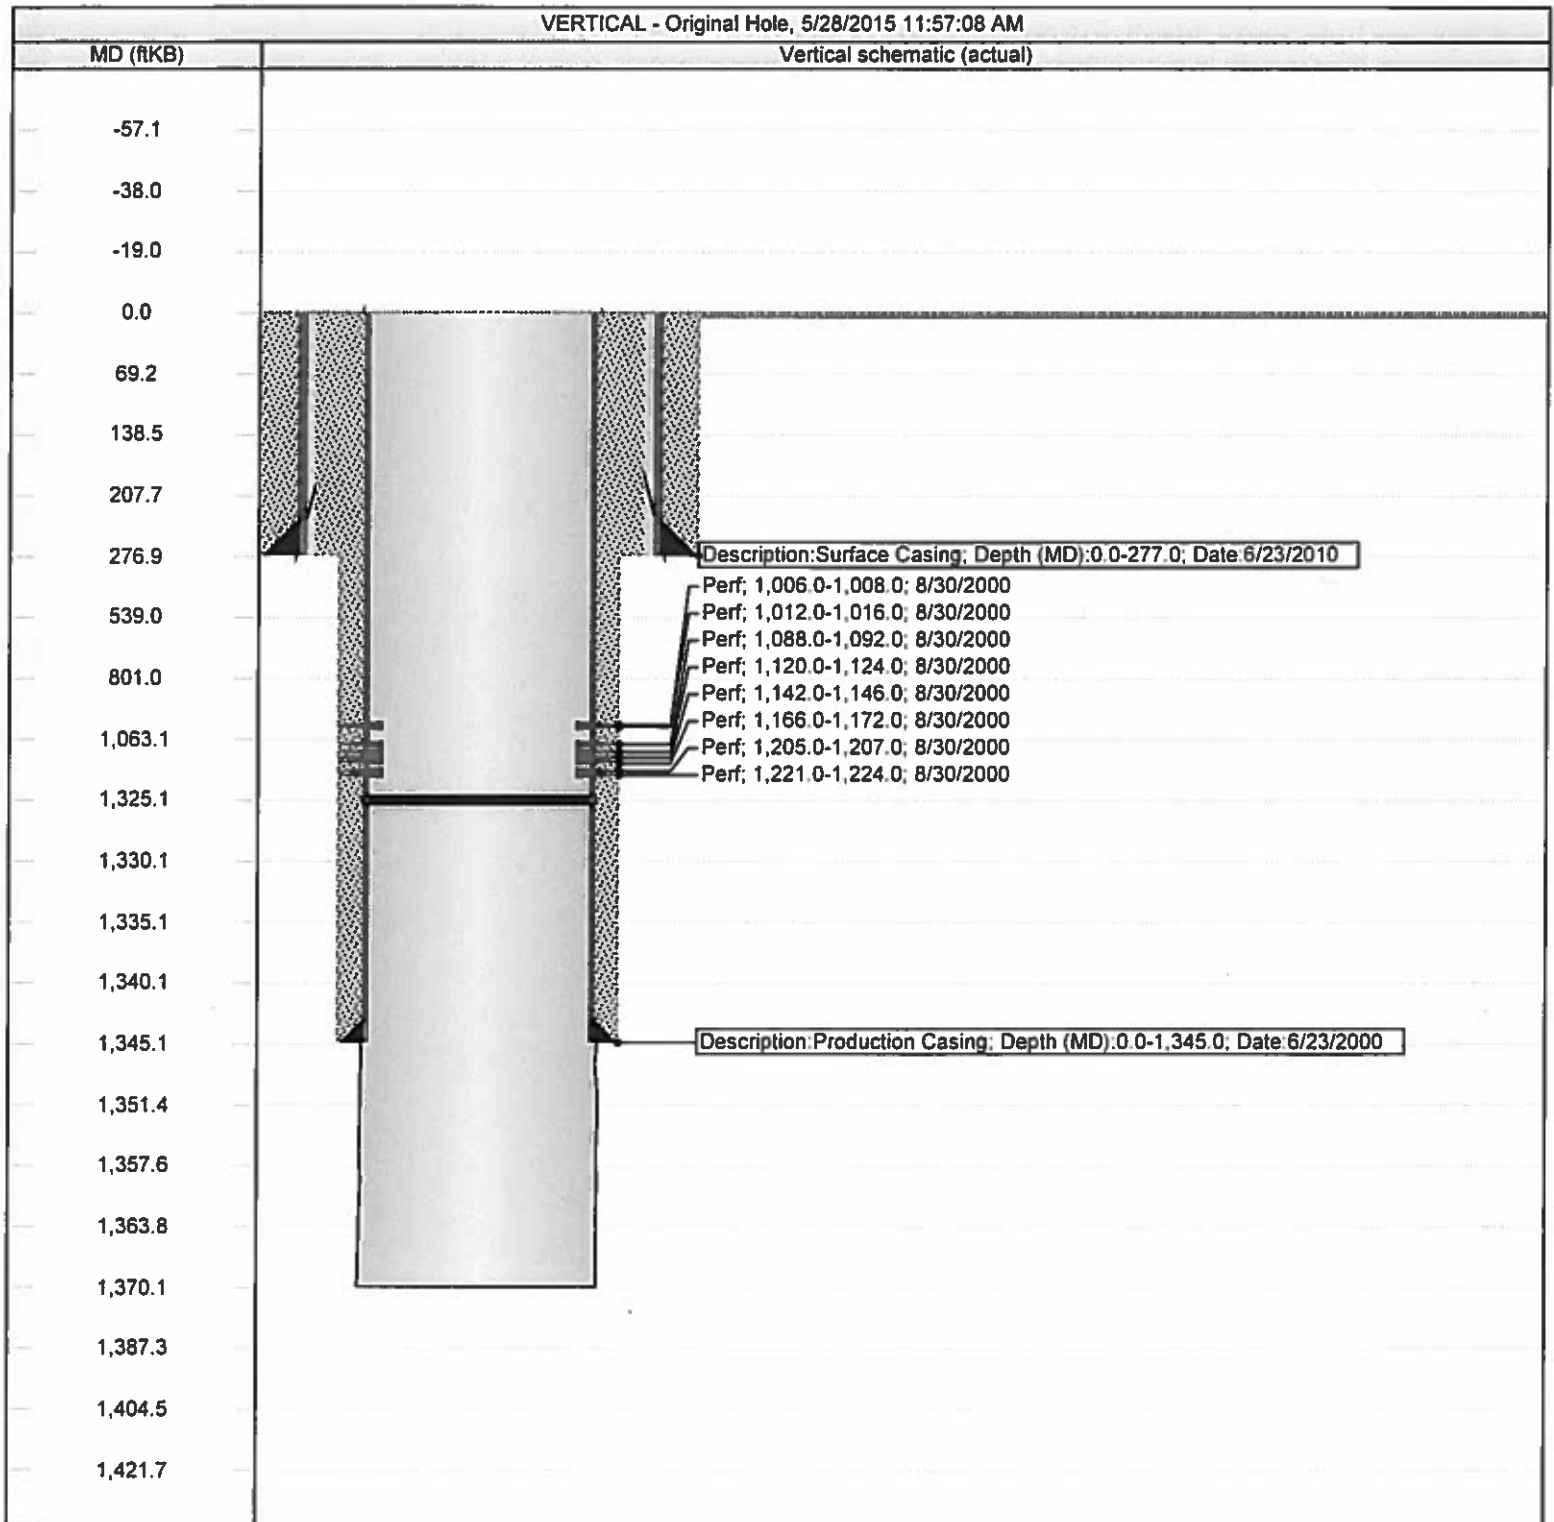 VERTICAL - Original Hole, 5/28/2015 11:57:08 AM
MD (ftKB)
Vertical schematic (actual)
-57.1
-38.0
-19.0
0.0
69.2
138.5
207.7
276.9
Description:Surface Casing; Depth (MD):0.0-277.0; Date:6/23/2010
Perf; 1,006.0-1,008.0; 8/30/2000
539.0
Perf; 1,012.0-1,016.0; 8/30/2000
Perf; 1,088.0-1,092.0; 8/30/2000
801.0
Perf; 1,120.0-1,124.0; 8/30/2000
Perf; 1,142.0-1,146.0; 8/30/2000
Perf; 1,166.0-1,172.0; 8/30/2000
1,063.1
Perf; 1,205.0-1,207.0; 8/30/2000
Perf; 1,221.0-1,224.0; 8/30/2000
1,325.1
1,330.1
1,335.1
1,340.1
1,345.1
Description:Production Casing; Depth (MD):0.0-1,345.0; Date:6/23/2000
1,351.4
1,357.6
1,363.8
1,370.1
1,387.3
1,404.5
1,421.7